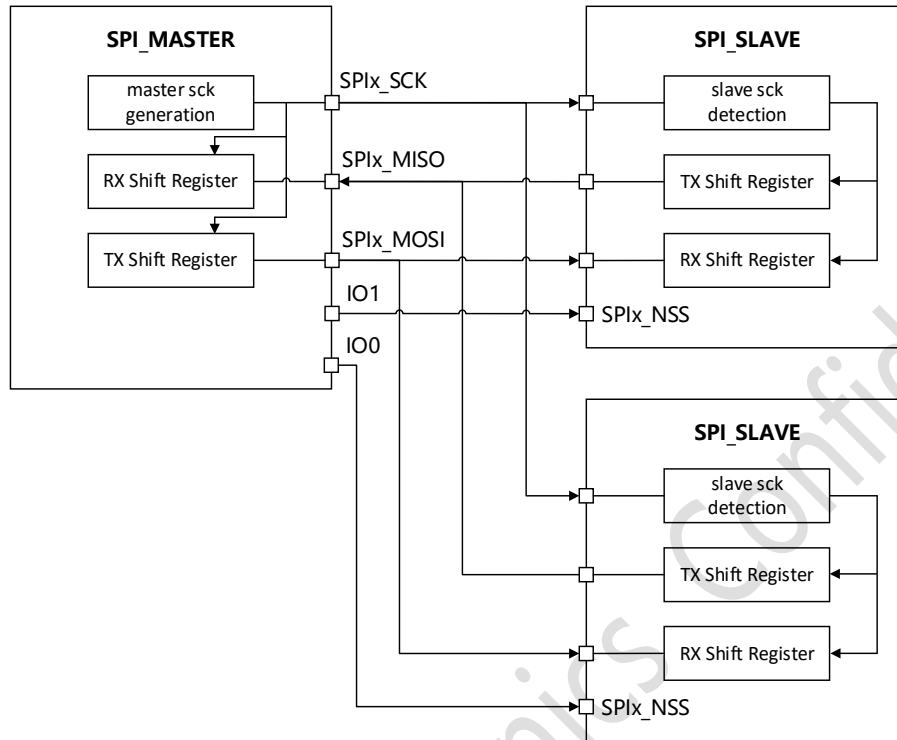 SPI_MASTER
master sck
generation
RX Shift Register
TX Shift Register
SPIx_SCK
SPIx_MISO
SPIx_MOSI
IO1
IO0
SPI_SLAVE
slave sck
detection
TX Shift Register
RX Shift Register
SPIx_NSS
SPI_SLAVE
slave sck
detection
TX Shift Register
RX Shift Register
SPIx_NSS